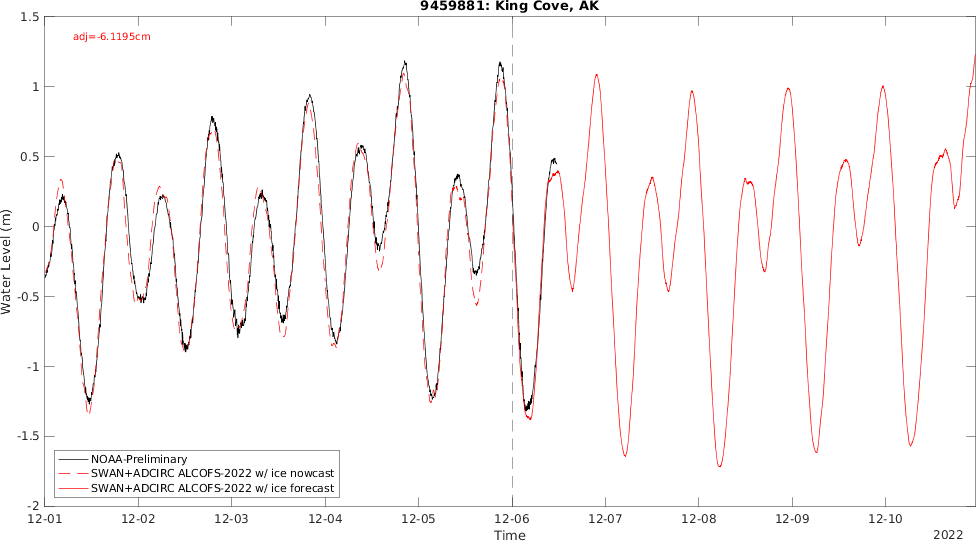 9459881: King Cove, AK
adj=-6.1195cm
1.5
1
0.5
0
-0.5
-1
-1.5
-2
Water Level (m)
NOAA-Preliminary
SWAN+ADCIRC ALCOFS-2022 w/ ice nowcast
SWAN+ADCIRC ALCOFS-2022 w/ ice forecast
12-01 12-02 12-03 12-04 12-05 12-06 12-07 12-08 12-09 12-10
Time
2022